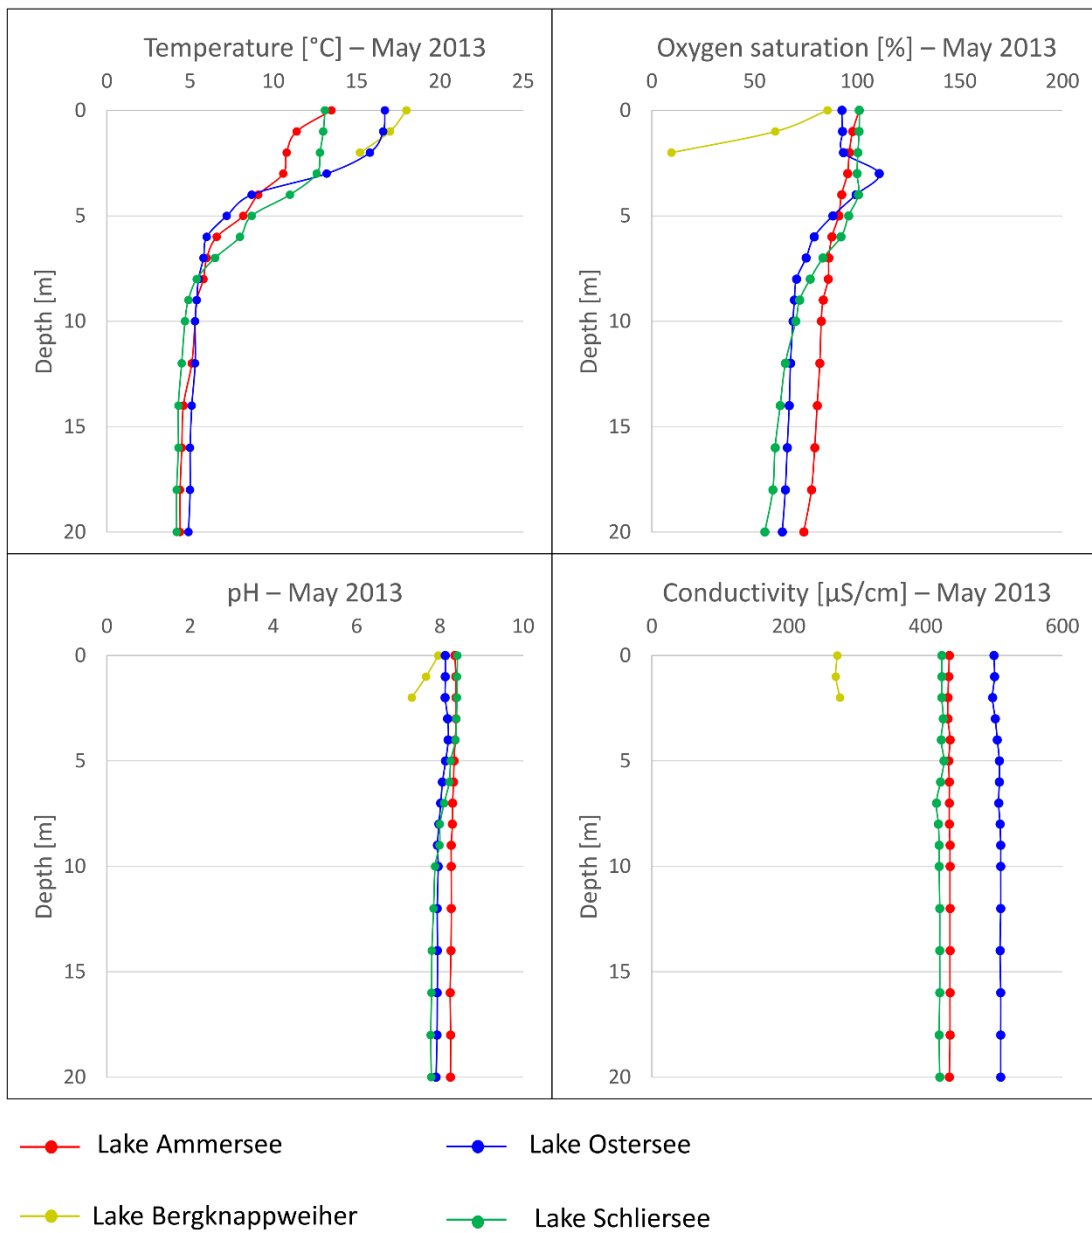 Temperature [°C] – May 2013
0 5 10 15 20 25
0
5
10
15
20
Depth [m]
Oxygen saturation [%] – May 2013
0 50 100 150 200
0
5
10
15
20
Depth [m]
pH – May 2013
0 2 4 6 8 10
0
5
10
15
20
Depth [m]
Conductivity [µS/cm] – May 2013
0 200 400 600
0
5
10
15
20
Depth [m]
Lake Ammersee
Lake Ostersee
Lake Bergknappweiher
Lake Schliersee